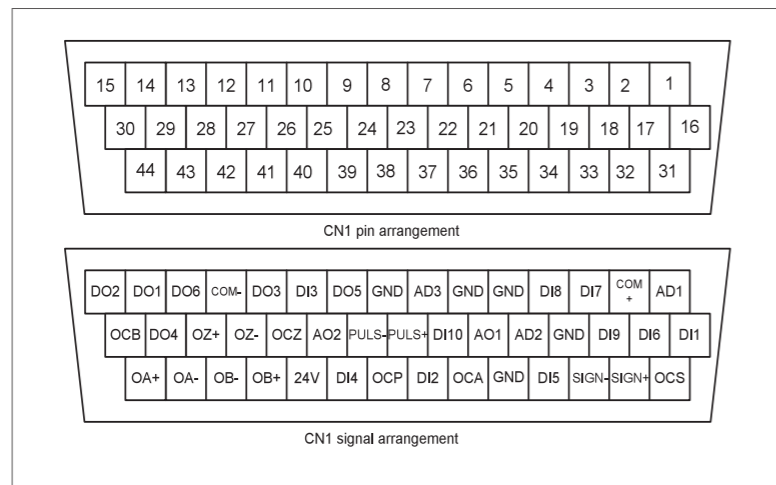 15 14 13 12 11 10 9 8 7 6 5 4 3 2 1
30 29 28 27 26 25 24 23 22 21 20 19 18 17 16
44 43 42 41 40 39 38 37 36 35 34 33 32 31
CN1 pin arrangement
DO2 DO1 DO6 COM- DO3 DI3 DO5 GND AD3 GND GND DI8 DI7 COM + AD1
OCB DO4 OZ+ OZ- OCZ AO2 PULS- PULS+ DI10 AO1 AD2 GND DI9 DI6 DI1
OA+ OA- OB- OB+ 24V DI4 OCP DI2 OCA GND DI5 SIGN- SIGN+ OCS
CN1 signal arrangement